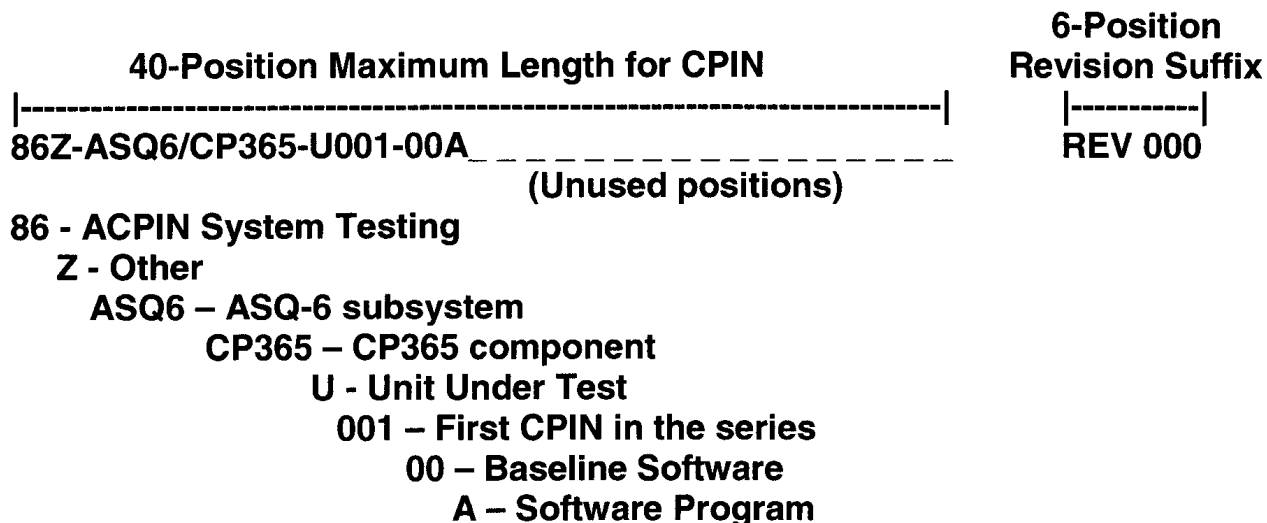 6-Position
40-Position Maximum Length for CPIN Revision Suffix
|-------------------------------------------------------------------------------| |-----------|
86Z-ASQ6/CP365-U001-00A_ _ _ _ _ _ _ _ _ _ _ _ _ _ _ _ _ REV 000
(Unused positions)
86 - ACPIN System Testing
Z - Other
ASQ6 – ASQ-6 subsystem
CP365 – CP365 component
U - Unit Under Test
001 – First CPIN in the series
00 – Baseline Software
A – Software Program